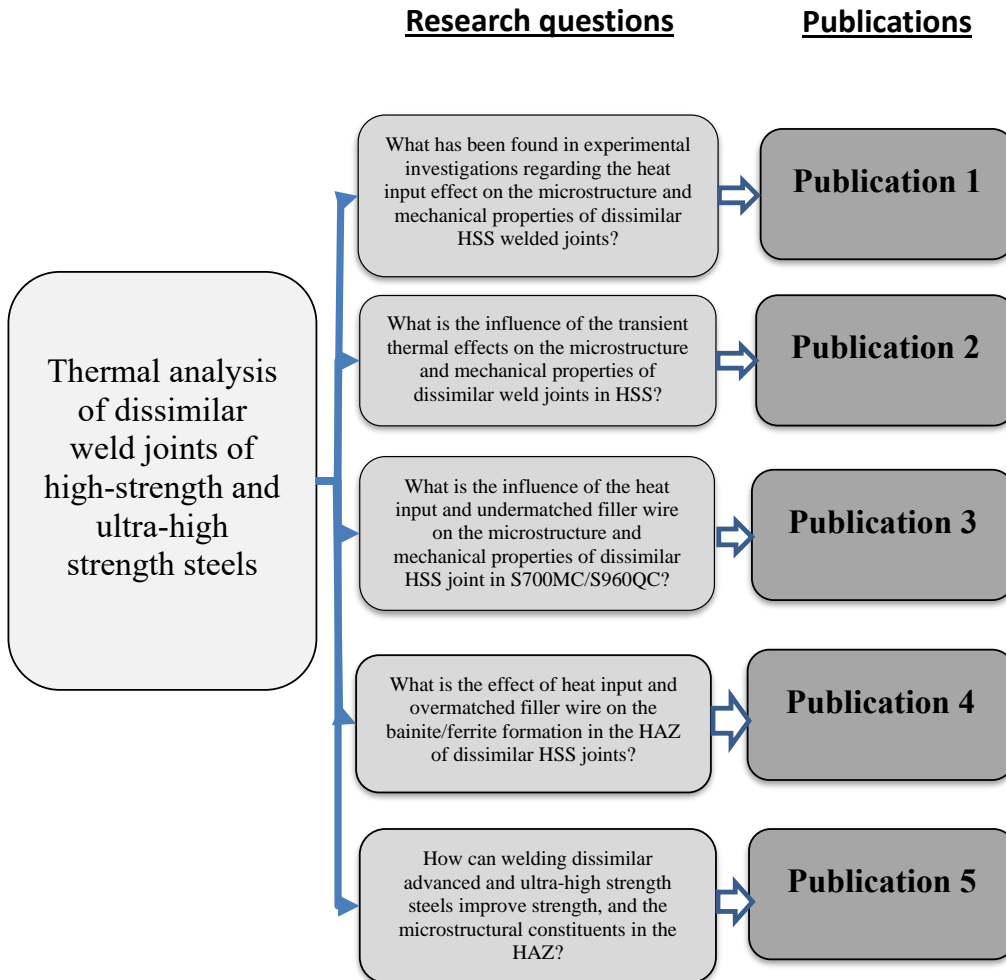 Research questions
Publications
What has been found in experimental
investigations regarding the heat
input effect on the microstructure and
mechanical properties of dissimilar
HSS welded joints?
Publication 1
What is the influence of the transient
thermal effects on the microstructure
and mechanical properties of
dissimilar weld joints in HSS?
Publication 2
Thermal analysis
of dissimilar
weld joints of
high-strength and
ultra-high
strength steels
What is the influence of the heat
input and undermatched filler wire
on the microstructure and
mechanical properties of dissimilar
HSS joint in S700MC/S960QC?
Publication 3
What is the effect of heat input and
overmatched filler wire on the
bainite/ferrite formation in the HAZ
of dissimilar HSS joints?
Publication 4
How can welding dissimilar
advanced and ultra-high strength
steels improve strength, and the
microstructural constituents in the
HAZ?
Publication 5